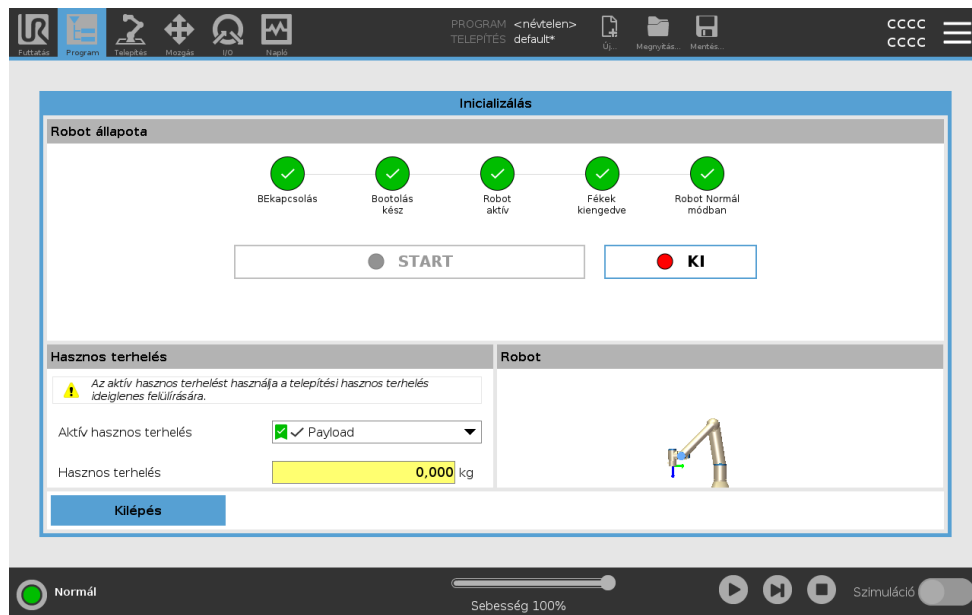 PROGRAM <névtelen>
TELEPÍTÉS default*
CCCC
CCCC
Futtatás Program Telepítés Mozgás I/O Napló Új... Megnyitás... Mentés...
Inicializálás
Robot állapota
BEkapcsolás
Bootolás
kész
Robot
aktív
Fékek
kiengedve
Robot Normál
módban
START
KI
Hasznos terhelés
Robot
Az aktív hasznos terhelést használja a telepítési hasznos terhelés
ideiglenes felülírására.
Aktív hasznos terhelés
Payload
Hasznos terhelés
0,000 kg
Kilépés
Normál
Sebesség 100%
Szimuláció